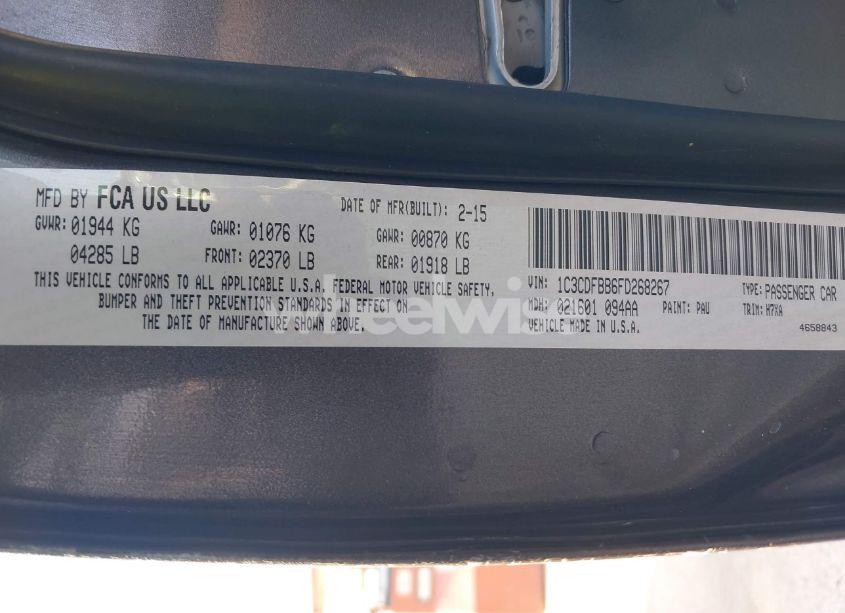 MFD BY FCA US LLC
DATE OF MFR(BUILT): 2-15
GVWR: 01944 KG GAWR: 01076 KG GAWR: 00870 KG
04285 LB FRONT: 02370 LB REAR: 01918 LB
THIS VEHICLE CONFORMS TO ALL APPLICABLE U.S.A. FEDERAL MOTOR VEHICLE SAFETY,
BUMPER AND THEFT PREVENTION STANDARDS IN EFFECT ON
THE DATE OF MANUFACTURE SHOWN ABOVE.
VIN: 1C3CDFBB6FD268267 TYPE: PASSENGER CAR
MDH: 021601 094AA PAINT: PAU TRIM: H7XA
VEHICLE MADE IN U.S.A. 4658843
wheelwis